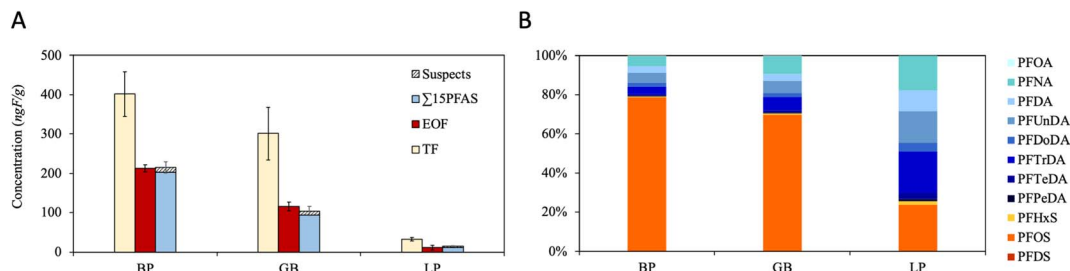 A
Concentration (ngF/g)
500
400
300
200
100
0
BP GB LP
Suspects
∑15PFAS
EOF
TF
B
100%
80%
60%
40%
20%
0%
BP GB LP
PFOA
PFNA
PFDA
PFUnDA
PFDoDA
PFTrDA
PFTeDA
PFPeDA
PFHxS
PFOS
PFDS